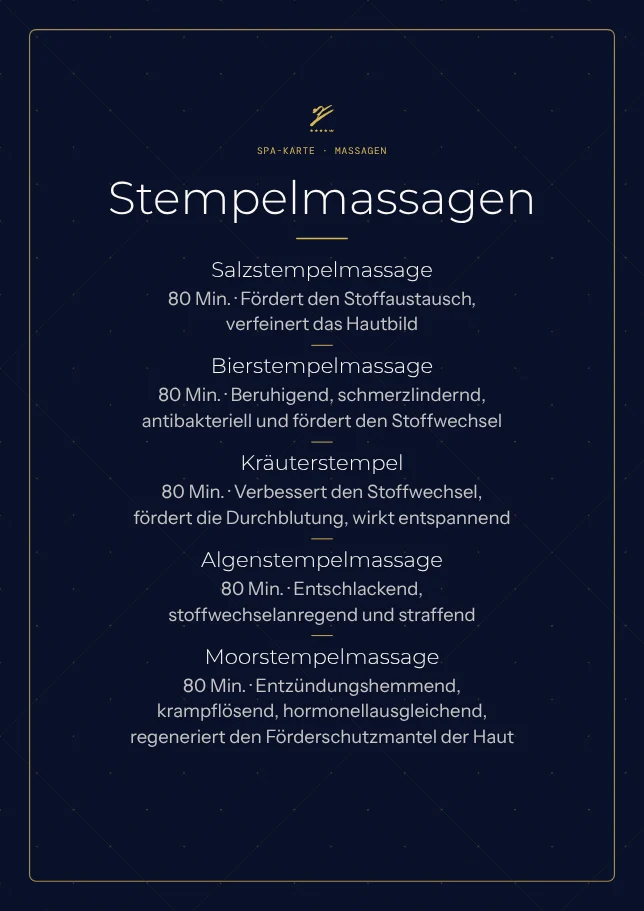 SPA-KARTE · MASSAGEN
Stempelmassagen
Salzstempelmassage
80 Min. · Fördert den Stoffaustausch,
verfeinert das Hautbild
Bierstempelmassage
80 Min. · Beruhigend, schmerzlindernd,
antibakteriell und fördert den Stoffwechsel
Kräuterstempel
80 Min. · Verbessert den Stoffwechsel,
fördert die Durchblutung, wirkt entspannend
Algenstempelmassage
80 Min. · Entschlackend,
stoffwechselanregend und straffend
Moorstempelmassage
80 Min. · Entzündungshemmend,
krampflösend, hormonellausgleichend,
regeneriert den Förderschutzmantel der Haut